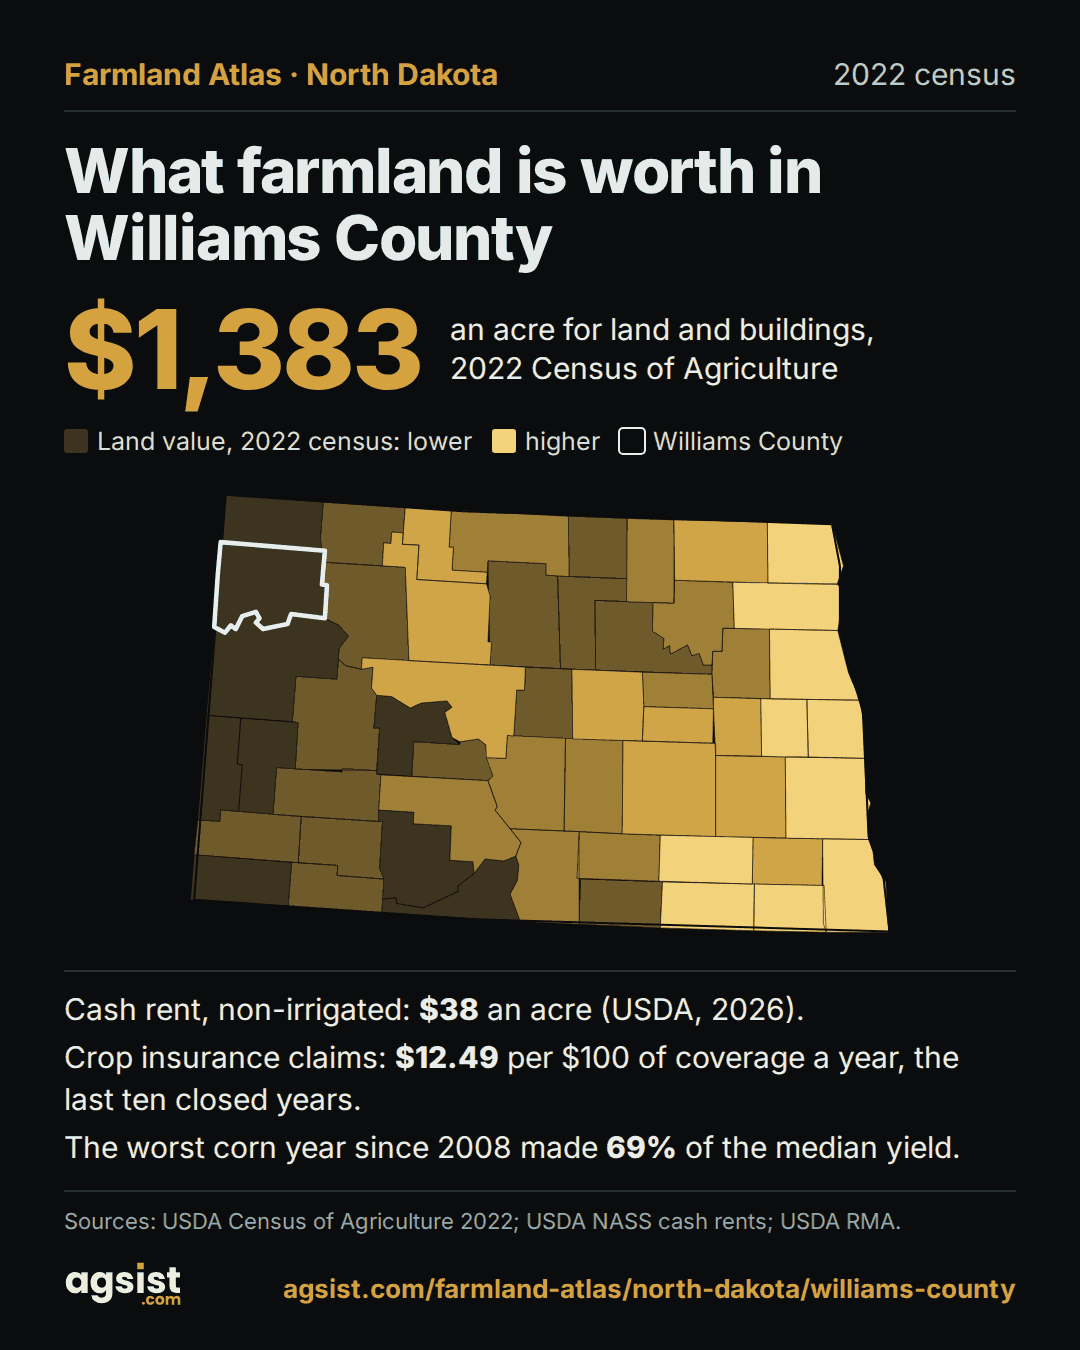 Farmland Atlas · North Dakota
2022 census
What farmland is worth in
Williams County
$1,383
an acre for land and buildings,
2022 Census of Agriculture
Land value, 2022 census: lower
higher
Williams County
Cash rent, non-irrigated: $38 an acre (USDA, 2026).
Crop insurance claims: $12.49 per $100 of coverage a year, the
last ten closed years.
The worst corn year since 2008 made 69% of the median yield.
Sources: USDA Census of Agriculture 2022; USDA NASS cash rents; USDA RMA.
agsist
.com
agsist.com/farmland-atlas/north-dakota/williams-county